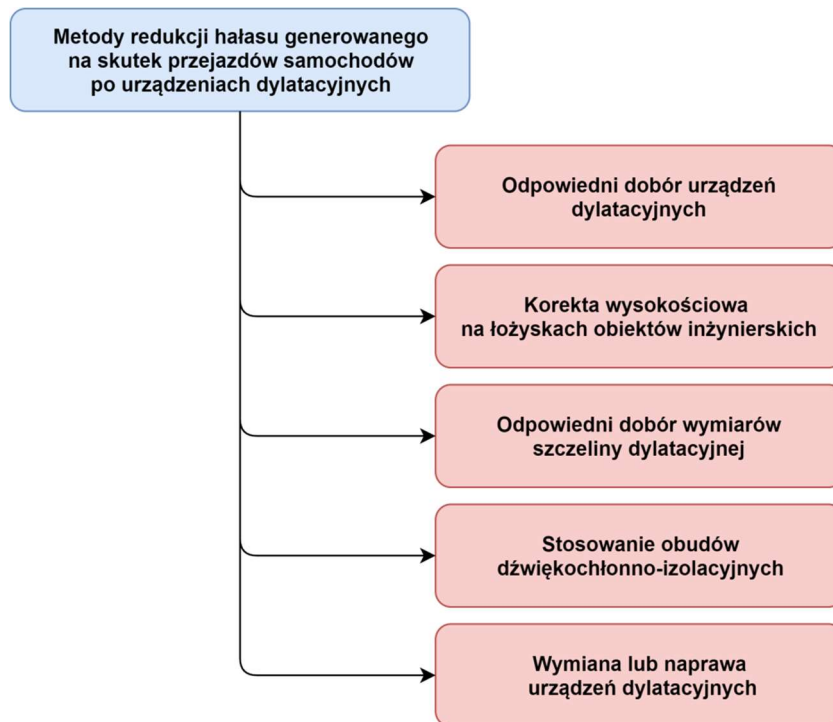 Metody redukcji hałasu generowanego
na skutek przejazdów samochodów
po urządzeniach dylatacyjnych
Odpowiedni dobór urządzeń
dylatacyjnych
Korekta wysokościowa
na łożyskach obiektów inżynierskich
Odpowiedni dobór wymiarów
szczeliny dylatacyjnej
Stosowanie obudów
dźwiękochłonno-izolacyjnych
Wymiana lub naprawa
urządzeń dylatacyjnych